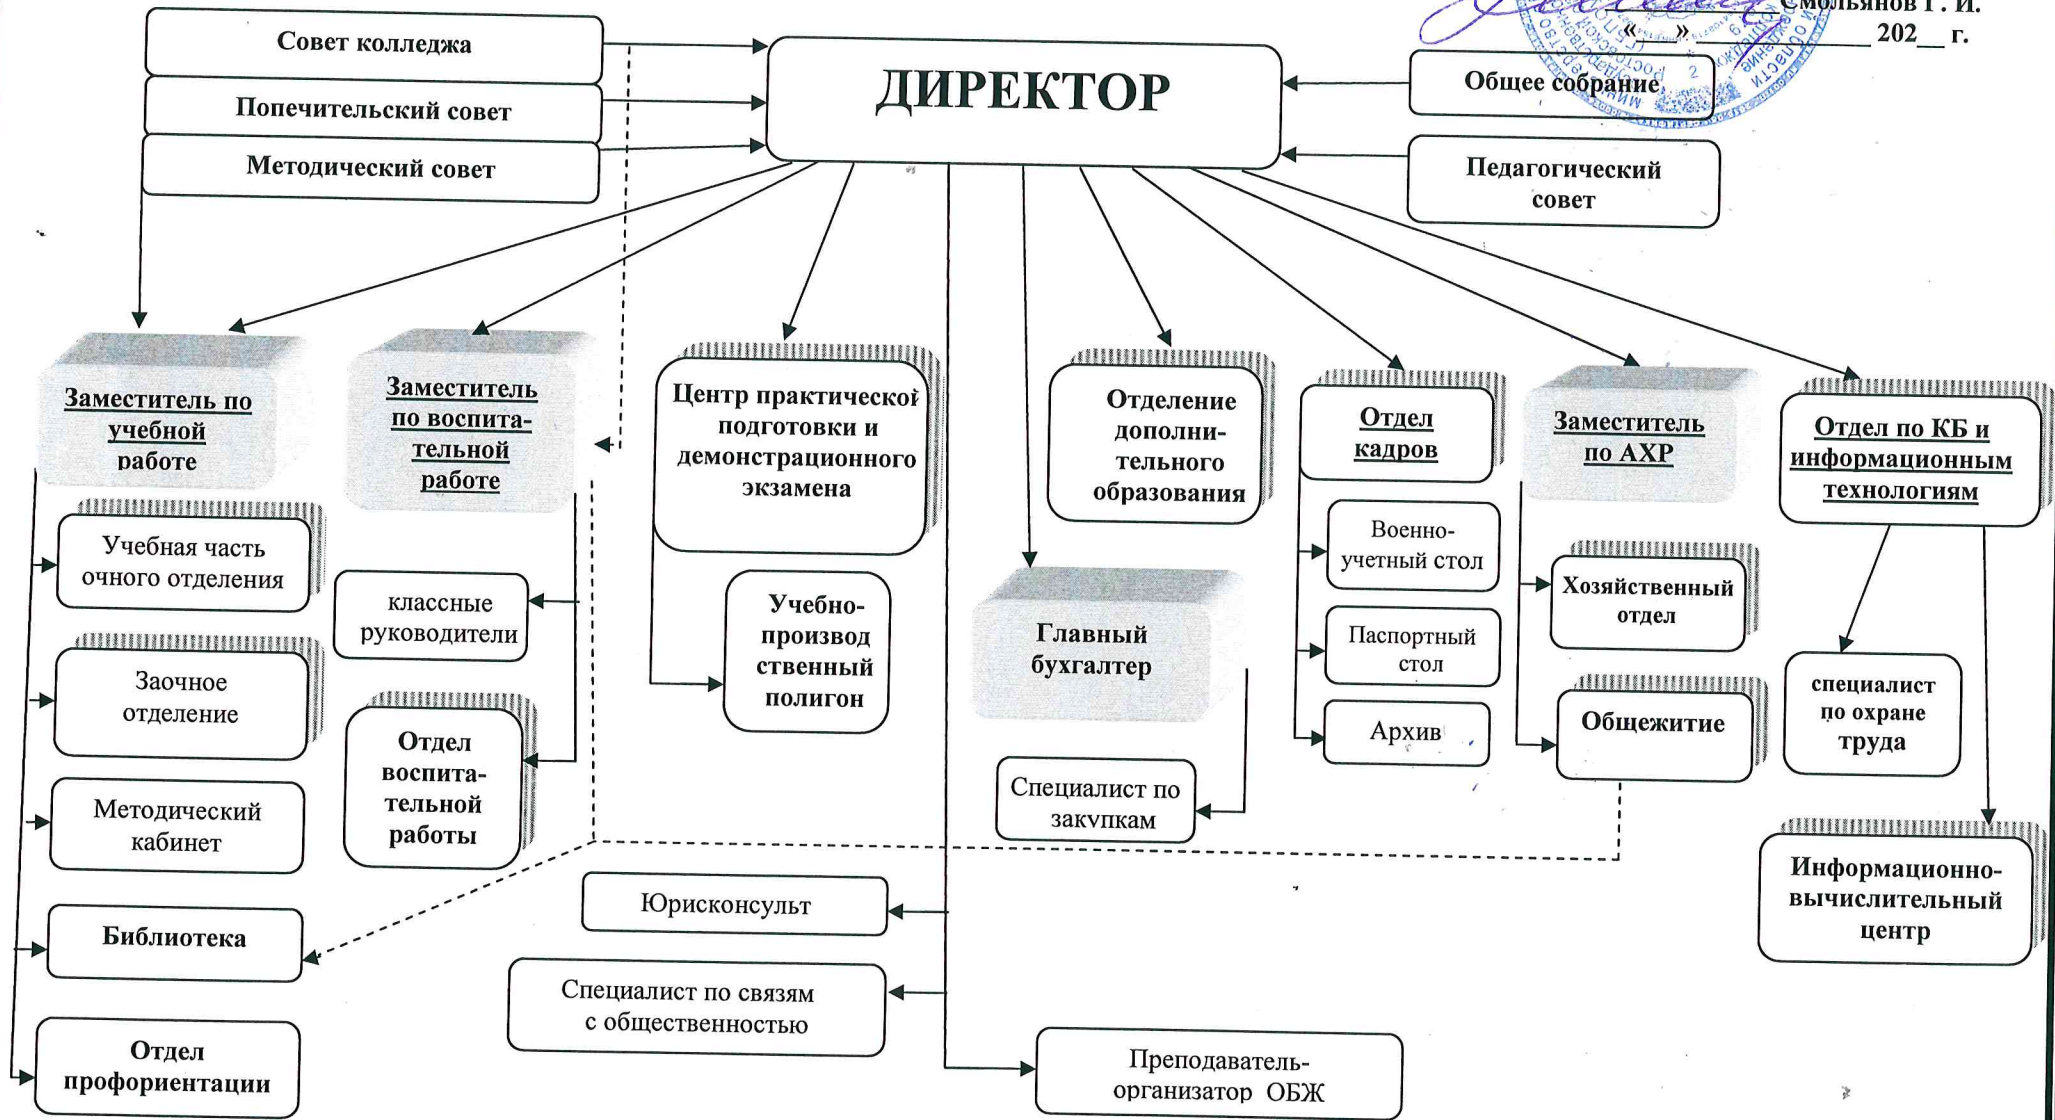 Смольянов Г. И.
«___» ____________ 202__ г.
Совет колледжа
Попечительский совет
Методический совет
ДИРЕКТОР
Общее собрание
Педагогический
совет
Заместитель по
учебной
работе
Заместитель
по воспита-
тельной
работе
Центр практической
подготовки и
демонстрационного
экзамена
Отделение
дополни-
тельного
образования
Отдел
кадров
Заместитель
по АХР
Отдел по КБ и
информационным
технологиям
Учебная часть
очного отделения
Заочное
отделение
Методический
кабинет
Библиотека
Отдел
профориентации
классные
руководители
Отдел
воспита-
тельной
работы
Учебно-
производ
ственный
полигон
Главный
бухгалтер
Специалист по
закупкам
Военно-
учетный стол
Паспортный
стол
Архив
Хозяйственный
отдел
Общежитие
специалист
по охране
труда
Информационно-
вычислительный
центр
Юрисконсульт
Специалист по связям
с общественностью
Преподаватель-
организатор ОБЖ